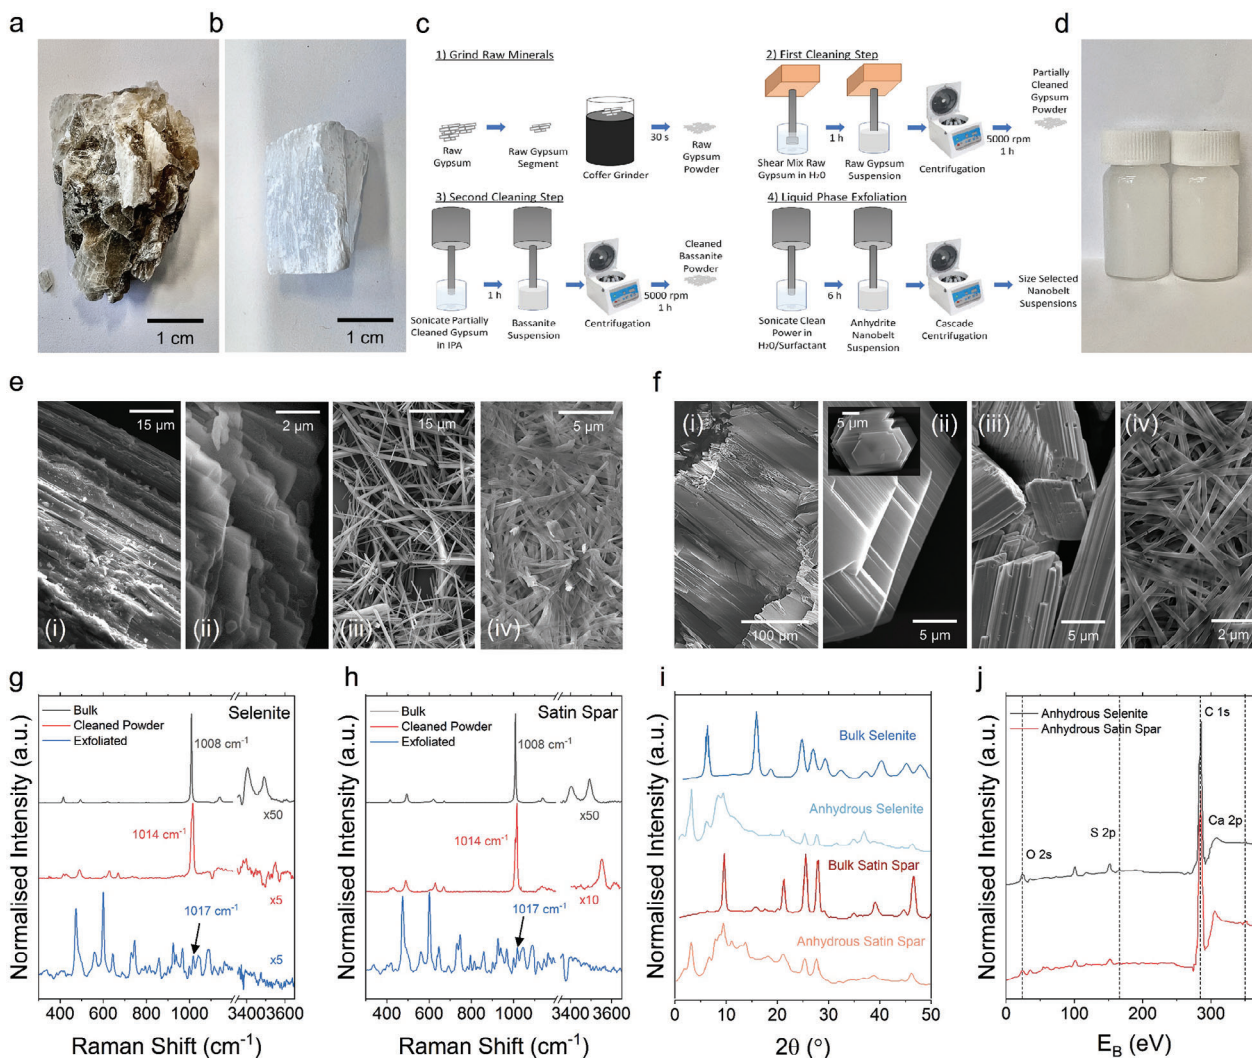 a
b
c
d
1 cm
1 cm
1) Grind Raw Minerals
Raw
Gypsum
Raw Gypsum
Segment
Coffer Grinder
30 s
Raw
Gypsum
Powder
2) First Cleaning Step
Shear Mix Raw
Gypsum in H₂0
1 h
Raw Gypsum
Suspension
Centrifugation
5000 rpm
1 h
Partially
Cleaned
Gypsum
Powder
3) Second Cleaning Step
Sonicate Partially
Cleaned Gypsum
in IPA
1 h
Bassanite
Suspension
Centrifugation
5000 rpm
1 h
Cleaned
Bassanite
Powder
4) Liquid Phase Exfoliation
Sonicate Clean
Power in
H₂0/Surfactant
6 h
Anhydrite
Nanobelt
Suspension
Cascade
Centrifugation
Size Selected
Nanobelt
Suspensions
e
15 µm
(i)
2 µm
(ii)
15 µm
(iii)
5 µm
(iv)
f
(i)
100 µm
5 µm
(ii)
5 µm
(iii)
5 µm
(iv)
2 µm
g
Normalised Intensity (a.u.)
Bulk
Cleaned Powder
Exfoliated
Selenite
1008 cm⁻¹
x50
1014 cm⁻¹
x5
1017 cm⁻¹
x5
400 600 800 1000 3400 3600
Raman Shift (cm⁻¹)
h
Normalised Intensity (a.u.)
Bulk
Cleaned Powder
Exfoliated
Satin Spar
1008 cm⁻¹
x50
1014 cm⁻¹
x10
1017 cm⁻¹
400 600 800 1000 3400 3600
Raman Shift (cm⁻¹)
i
Normalised Intensity (a.u.)
Bulk Selenite
Anhydrous Selenite
Bulk Satin Spar
Anhydrous Satin Spar
0 10 20 30 40 50
2θ (°)
j
Normalised Intensity (a.u.)
Anhydrous Selenite
Anhydrous Satin Spar
C 1s
Ca 2p
S 2p
O 2s
0 100 200 300
E_B (eV)